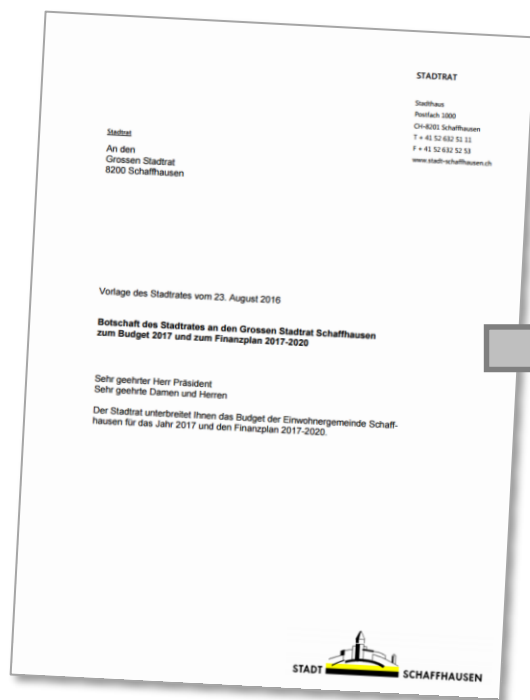 STADTRAT
Stadthaus
Postfach 1000
CH-8201 Schaffhausen
T + 41 52 632 51 11
F + 41 52 632 52 53
www.stadt-schaffhausen.ch
Stadtrat
An den
Grossen Stadtrat
8200 Schaffhausen
Vorlage des Stadtrates vom 23. August 2016
Botschaft des Stadtrates an den Grossen Stadtrat Schaffhausen
zum Budget 2017 und zum Finanzplan 2017-2020
Sehr geehrter Herr Präsident
Sehr geehrte Damen und Herren
Der Stadtrat unterbreitet Ihnen das Budget der Einwohnergemeinde Schaff-
hausen für das Jahr 2017 und den Finanzplan 2017-2020.
STADT SCHAFFHAUSEN